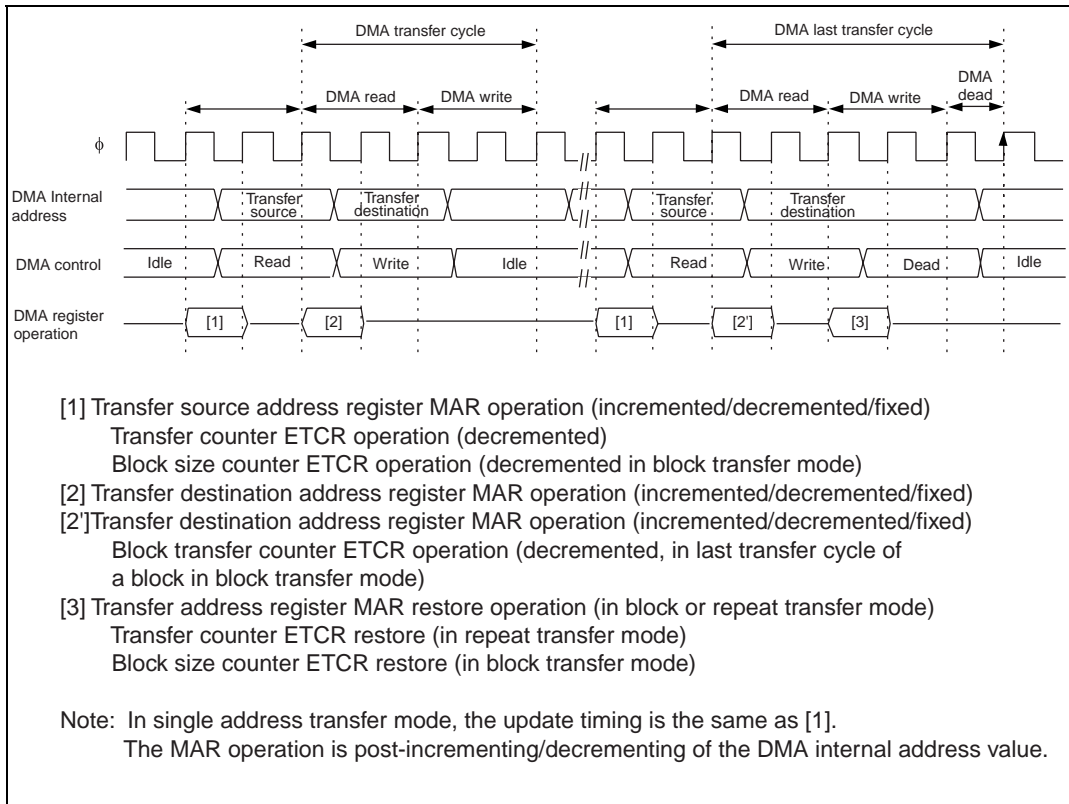 DMA transfer cycle DMA last transfer cycle
DMA read DMA write DMA read DMA write DMA dead
ϕ
DMA Internal address Transfer source Transfer destination Transfer source Transfer destination
DMA control Idle Read Write Idle Read Write Dead Idle
DMA register operation [1] [2] [1] [2'] [3]
[1] Transfer source address register MAR operation (incremented/decremented/fixed)
Transfer counter ETCR operation (decremented)
Block size counter ETCR operation (decremented in block transfer mode)
[2] Transfer destination address register MAR operation (incremented/decremented/fixed)
[2']Transfer destination address register MAR operation (incremented/decremented/fixed)
Block transfer counter ETCR operation (decremented, in last transfer cycle of
a block in block transfer mode)
[3] Transfer address register MAR restore operation (in block or repeat transfer mode)
Transfer counter ETCR restore (in repeat transfer mode)
Block size counter ETCR restore (in block transfer mode)
Note: In single address transfer mode, the update timing is the same as [1].
The MAR operation is post-incrementing/decrementing of the DMA internal address value.